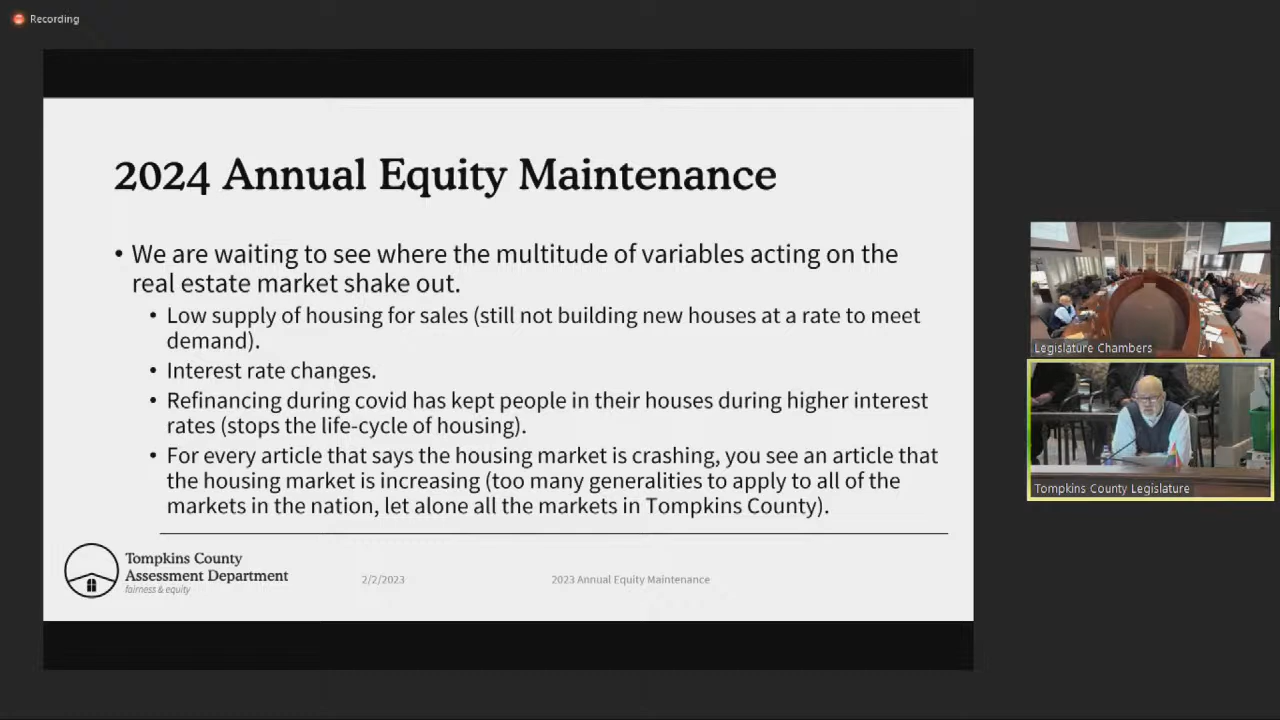 Recording
2024 Annual Equity Maintenance
• We are waiting to see where the multitude of variables acting on the
real estate market shake out.
• Low supply of housing for sales (still not building new houses at a rate to meet
demand).
• Interest rate changes.
• Refinancing during covid has kept people in their houses during higher interest
rates (stops the life-cycle of housing).
• For every article that says the housing market is crashing, you see an article that
the housing market is increasing (too many generalities to apply to all of the
markets in the nation, let alone all the markets in Tompkins County).
Tompkins County
Assessment Department
fairness & equity
2/2/2023
2023 Annual Equity Maintenance
Legislature Chambers
Tompkins County Legislature